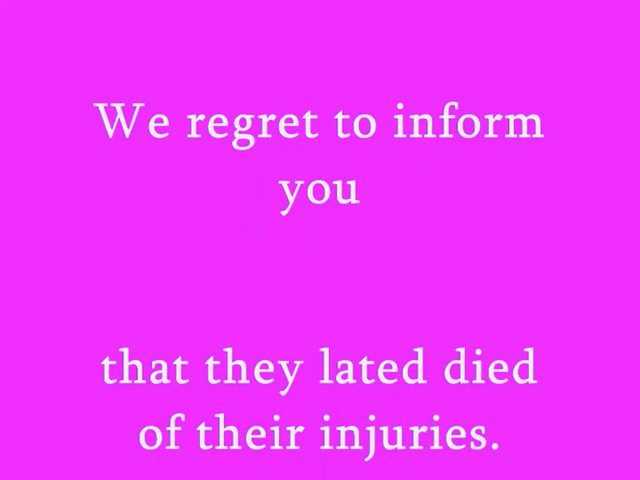 We regret to inform
you
that they lated died
of their injuries.